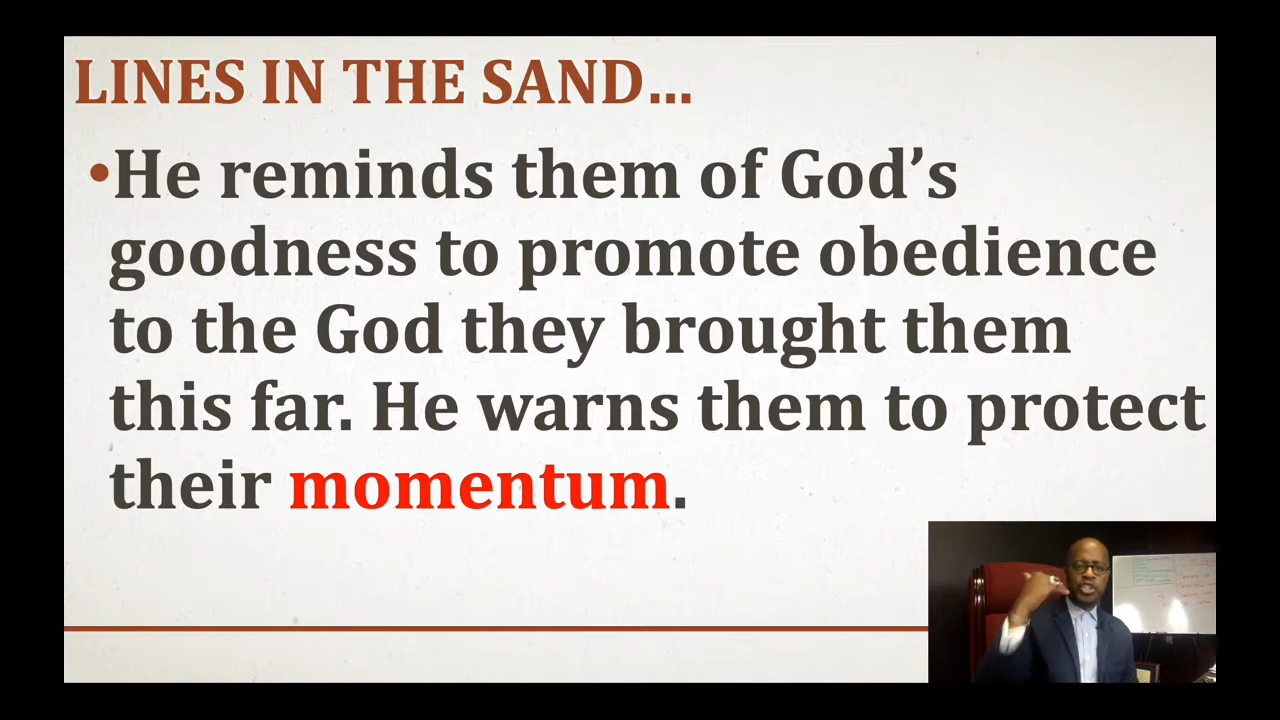 LINES IN THE SAND…
•He reminds them of God’s
goodness to promote obedience
to the God they brought them
this far. He warns them to protect
their momentum.